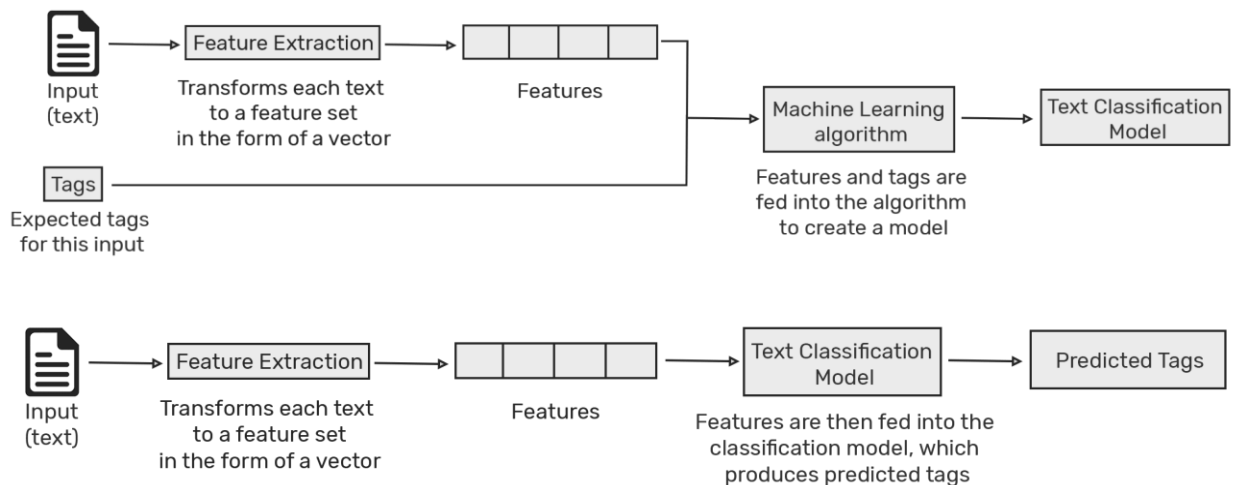 Feature Extraction
Input
(text)
Transforms each text
to a feature set
in the form of a vector
Features
Machine Learning
algorithm
Text Classification
Model
Tags
Expected tags
for this input
Features and tags are
fed into the algorithm
to create a model
Input
(text)
Feature Extraction
Transforms each text
to a feature set
in the form of a vector
Features
Text Classification
Model
Features are then fed into the
classification model, which
produces predicted tags
Predicted Tags